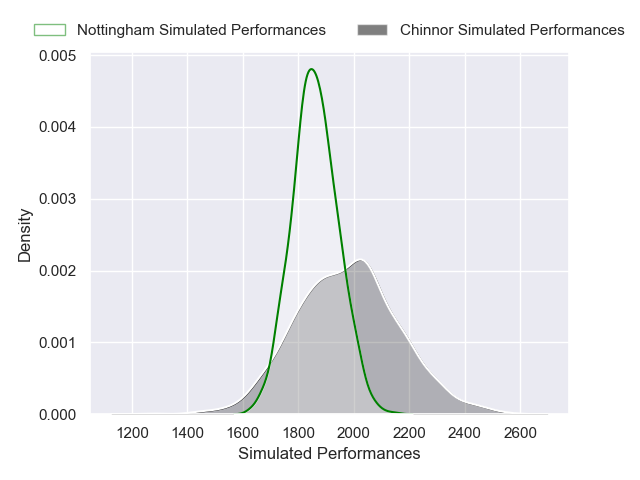 Nottingham Simulated Performances
Chinnor Simulated Performances
0.005
0.004
0.003
0.002
0.001
0.000
Density
1200 1400 1600 1800 2000 2200 2400 2600
Simulated Performances